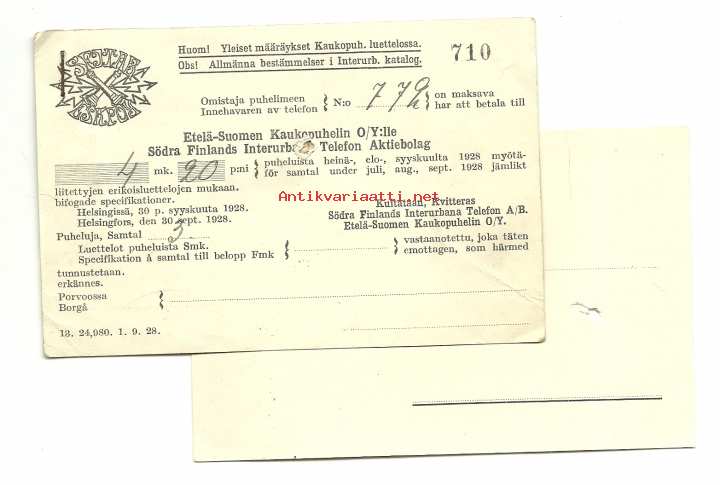 SFITAB
ESKPOY
Huom! Yleiset määräykset Kaukopuh. luettelossa.
Obs! Allmänna bestämmelser i Interurb. katalog.
710
Omistaja puhelimeen
Innehavaren av telefon
N:o
on maksava
har att betala till
Etelä-Suomen Kaukopuhelin O/Y:lle
Södra Finlands Interurbana Telefon Aktiebolag
4 mk. 20 p:ni
puheluista heinä-, elo-, syyskuulta 1928 myötä-
för samtal under juli, aug., sept. 1928 jämlikt
liitettyjen erikoisluettelojen mukaan.
bifogade specifikationer.
Antikvariaatti.net
Helsingissä, 30 p. syyskuuta 1928.
Helsingfors, den 30 sept. 1928.
Kuitataan, Kvitteras
Södra Finlands Interurbana Telefon A/B.
Etelä-Suomen Kaukopuhelin O/Y.
Puheluja, Samtal 3
Luettelot puheluista Smk.
Specifikation å samtal till belopp Fmk
vastaanotettu, joka täten
emottagen, som härmed
tunnustetaan.
erkännes.
Porvoossa
Borgå
13. 24,980. 1. 9. 28.